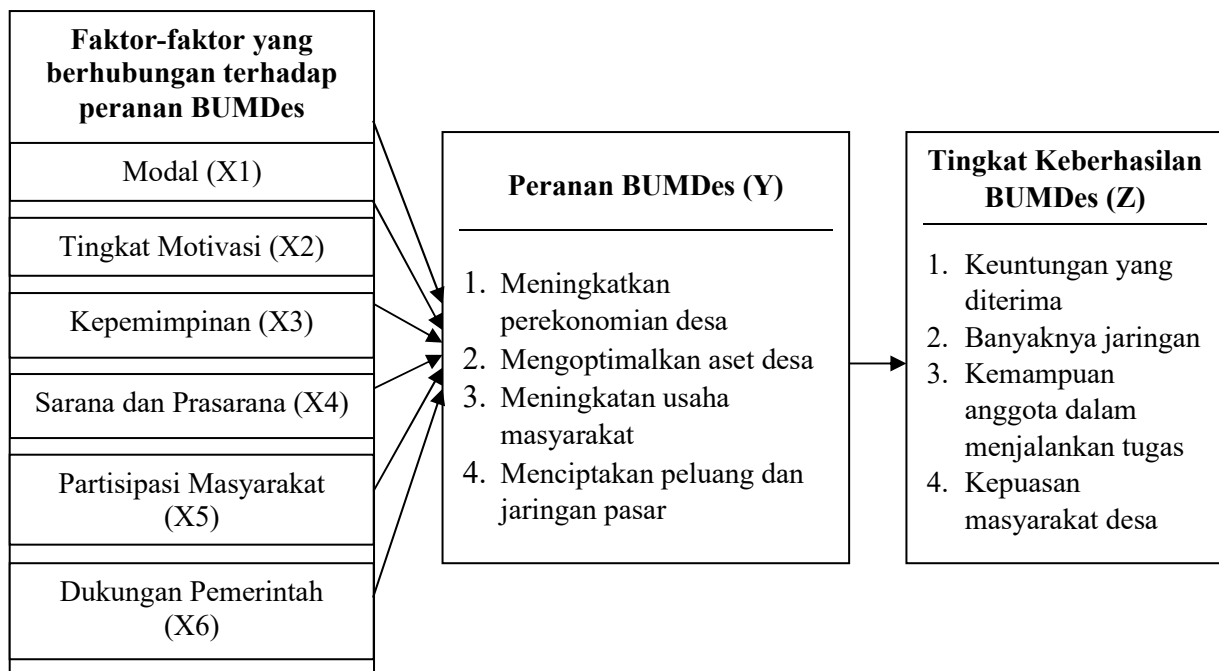 Faktor-faktor yang
berhubungan terhadap
peranan BUMDes
Modal (X1)
Tingkat Motivasi (X2)
Kepemimpinan (X3)
Sarana dan Prasarana (X4)
Partisipasi Masyarakat
(X5)
Dukungan Pemerintah
(X6)
Peranan BUMDes (Y)
1. Meningkatkan
perekonomian desa
2. Mengoptimalkan aset desa
3. Meningkatan usaha
masyarakat
4. Menciptakan peluang dan
jaringan pasar
Tingkat Keberhasilan
BUMDes (Z)
1. Keuntungan yang
diterima
2. Banyaknya jaringan
3. Kemampuan
anggota dalam
menjalankan tugas
4. Kepuasan
masyarakat desa